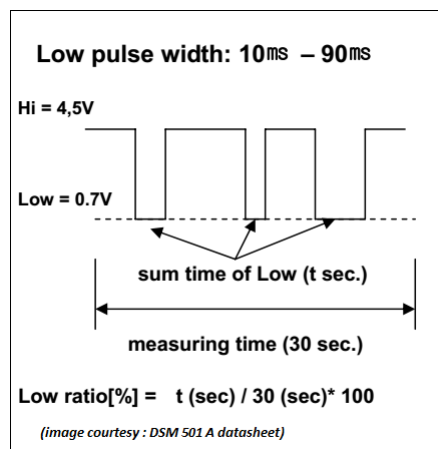 Low pulse width: 10ms – 90ms
Hi = 4,5V
Low = 0.7V
sum time of Low (t sec.)
measuring time (30 sec.)
Low ratio[%] = t (sec) / 30 (sec)* 100
(image courtesy : DSM 501 A datasheet)